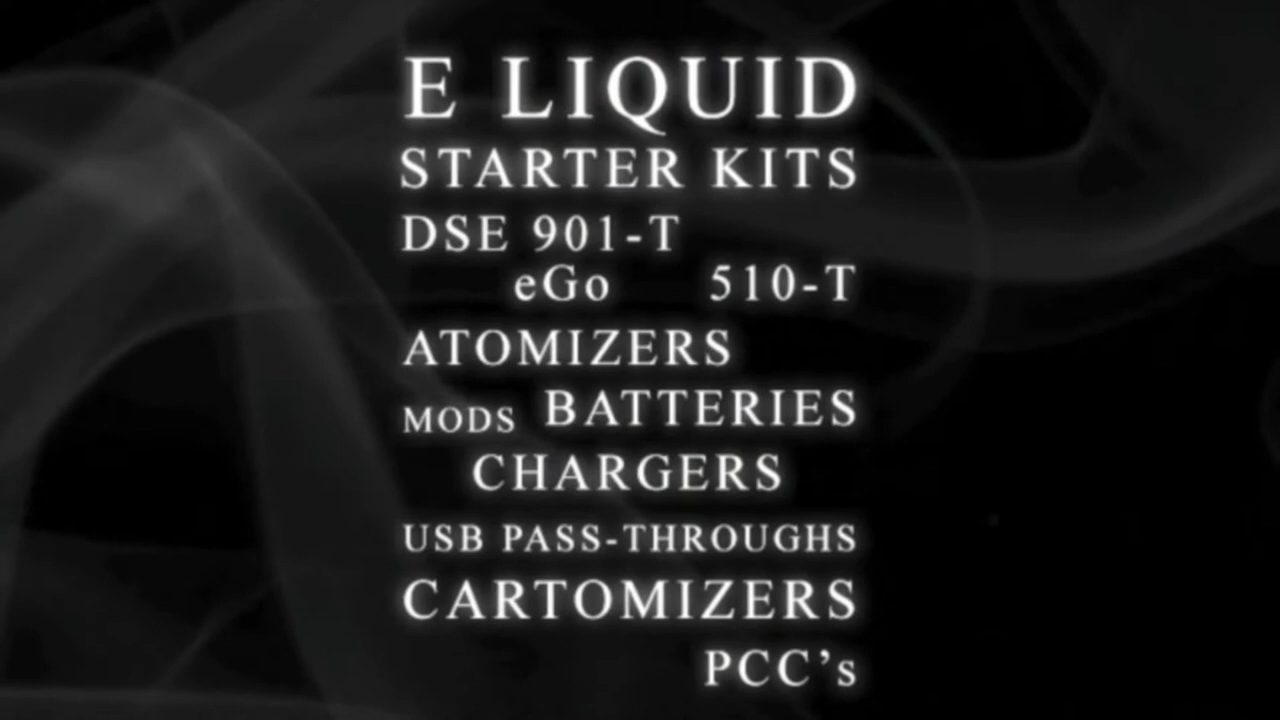 E LIQUID
STARTER KITS
DSE 901-T
eGo 510-T
ATOMIZERS
MODS BATTERIES
CHARGERS
USB PASS-THROUGHS
CARTOMIZERS
PCC’s